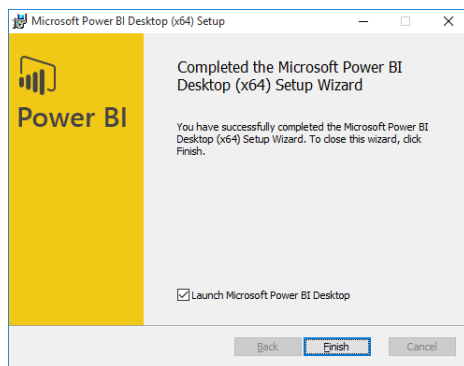 Microsoft Power BI Desktop (x64) Setup
Power BI
Completed the Microsoft Power BI
Desktop (x64) Setup Wizard
You have successfully completed the Microsoft Power BI
Desktop (x64) Setup Wizard. To close this wizard, click
Finish.
Launch Microsoft Power BI Desktop
Back Finish Cancel